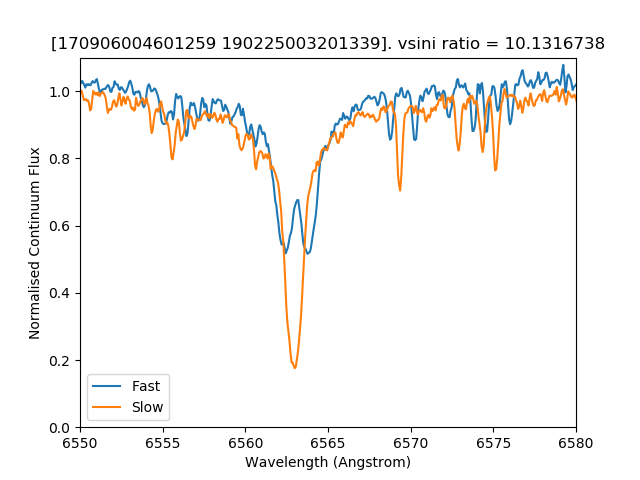 [170906004601259 190225003201339]. vsini ratio = 10.1316738
Normalised Continuum Flux
1.0
0.8
0.6
0.4
0.2
0.0
Fast
Slow
6550 6555 6560 6565 6570 6575 6580
Wavelength (Angstrom)